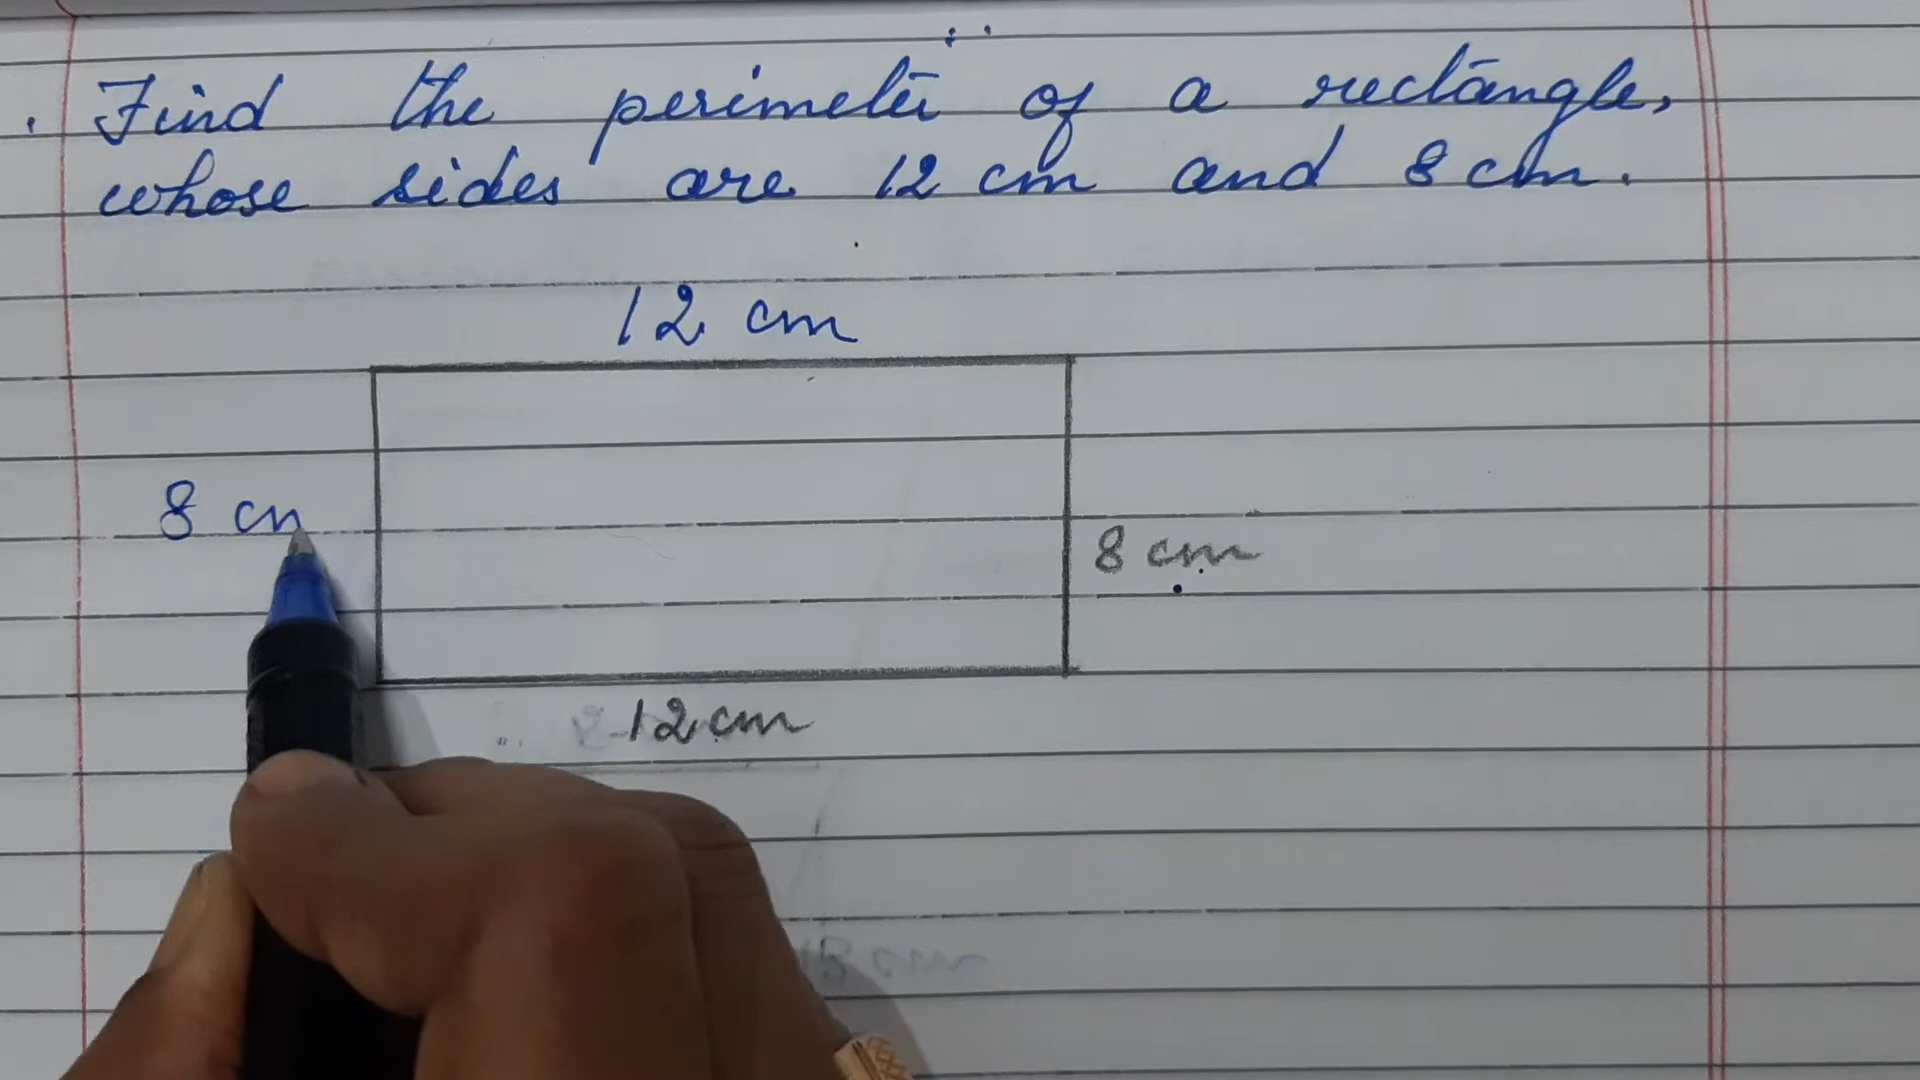 Find the perimeter of a rectangle,
whose sides are 12 cm and 8 cm.
12 cm
8 cm
8 cm
12 cm